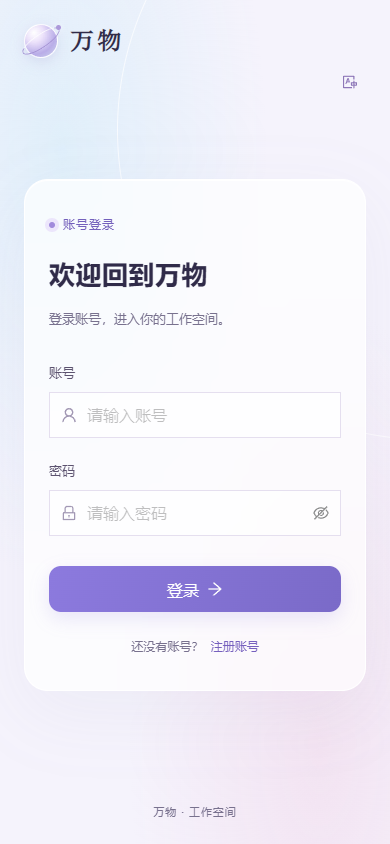 万物
账号登录
欢迎回到万物
登录账号，进入你的工作空间。
账号
请输入账号
密码
请输入密码
登录
还没有账号？ 注册账号
万物 · 工作空间